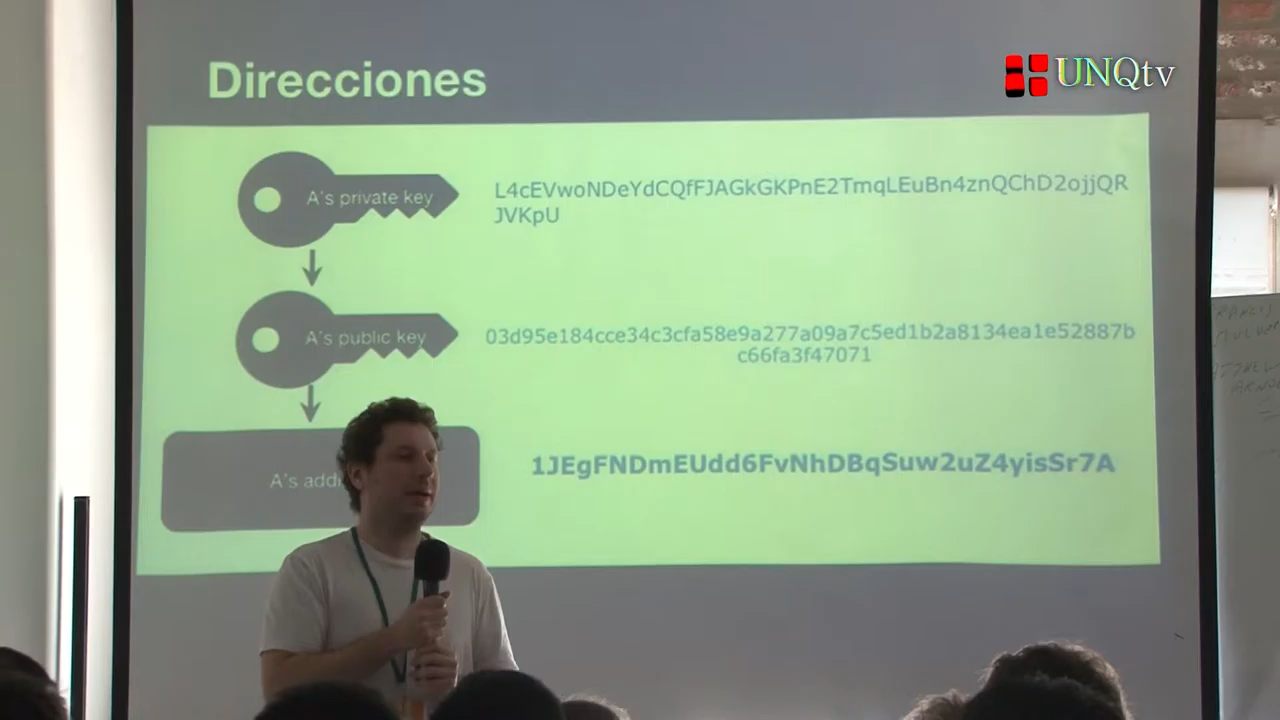 Direcciones
UNQtv
A's private key
L4cEVwoNDeYdCQfFJAGkGKPnE2TmqLEuBn4znQChD2ojjQR
JVKpU
A's public key
03d95e184cce34c3cfa58e9a277a09a7c5ed1b2a8134ea1e52887b
c66fa3f47071
A's
1JEgFNDmEUdd6FvNhDBqSuw2uZ4yisSr7A